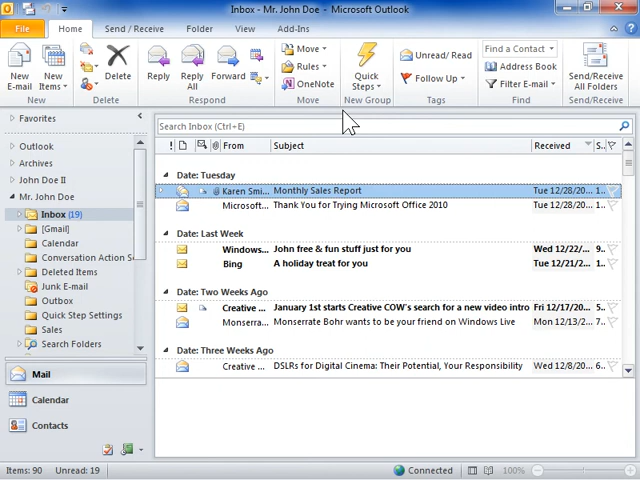 Inbox - Mr. John Doe - Microsoft Outlook
File Home Send / Receive Folder View Add-Ins
New E-mail
New Items
New
Delete
Delete
Reply
Reply All
Forward
Respond
Move
Rules
OneNote
Move
Quick Steps
New Group
Unread/ Read
Follow Up
Tags
Find a Contact
Address Book
Filter E-mail
Find
Send/Receive All Folders
Send/Receive
Favorites
Outlook
Archives
John Doe II
Mr. John Doe
Inbox (19)
[Gmail]
Calendar
Conversation Action Se
Deleted Items
Junk E-mail
Outbox
Quick Step Settings
Sales
Search Folders
Mail
Calendar
Contacts
Search Inbox (Ctrl+E)
! From Subject Received S..
Date: Tuesday
Karen Smi... Monthly Sales Report Tue 12/28/20... 1..
Microsoft... Thank You for Trying Microsoft Office 2010 Tue 12/28/20... 1..
Date: Last Week
Windows... John free & fun stuff just for you Wed 12/22/... 9..
Bing A holiday treat for you Tue 12/21/2... 1..
Date: Two Weeks Ago
Creative ... January 1st starts Creative COW's search for a new video intro Fri 12/17/20... 5..
Monserra... Monserrate Bohr wants to be your friend on Windows Live Mon 12/13/2... 7..
Date: Three Weeks Ago
Creative ... DSLRs for Digital Cinema: Their Potential, Your Responsibility Wed 12/8/20... 6..
Items: 90 Unread: 19 Connected 100%